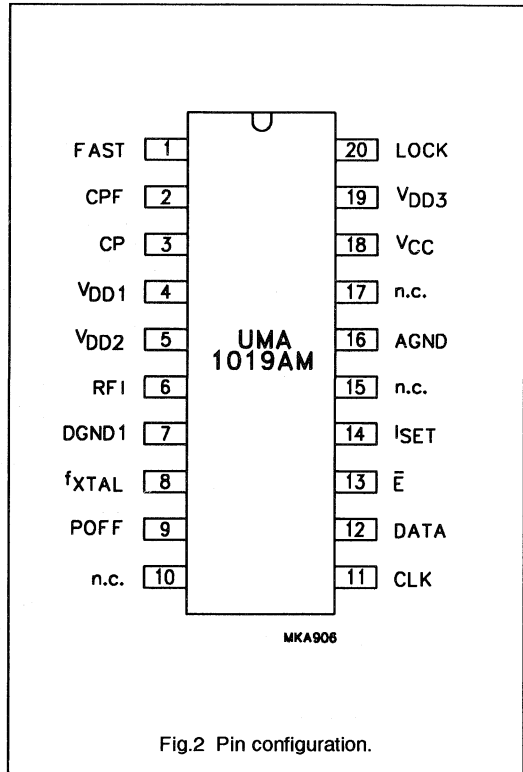 FAST 1 20 LOCK
CPF 2 19 VDD3
CP 3 18 VCC
VDD1 4 17 n.c.
VDD2 5 16 AGND
UMA
1019AM
RFI 6 15 n.c.
DGND1 7 14 ISET
fXTAL 8 13 E̅
POFF 9 12 DATA
n.c. 10 11 CLK
MKA906
Fig.2 Pin configuration.